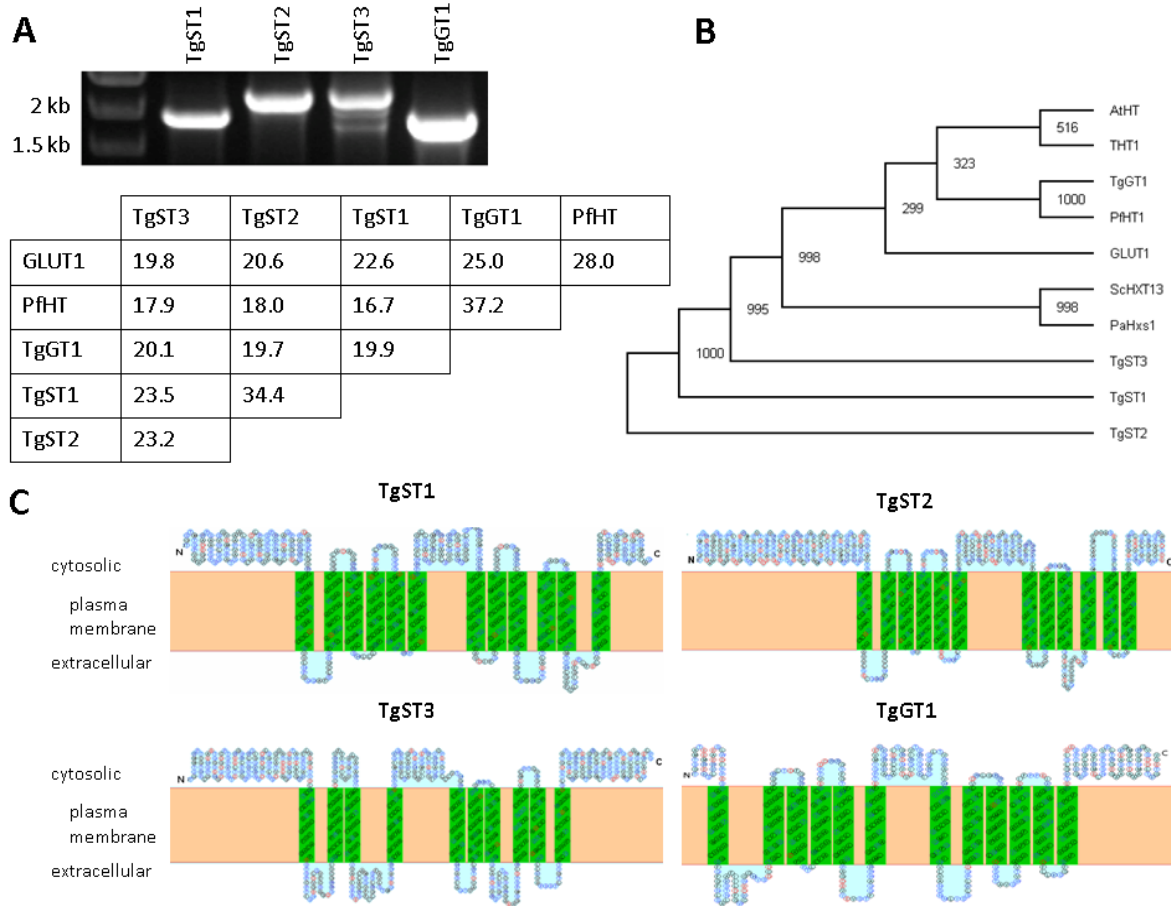 A
TgST1 TgST2 TgST3 TgGT1
2 kb
1.5 kb
TgST3 TgST2 TgST1 TgGT1 PfHT
GLUT1 19.8 20.6 22.6 25.0 28.0
PfHT 17.9 18.0 16.7 37.2
TgGT1 20.1 19.7 19.9
TgST1 23.5 34.4
TgST2 23.2
B
AtHT
516
THT1
323
TgGT1
1000
PfHT1
299
GLUT1
998
ScHXT13
998
PaHxs1
995
TgST3
1000
TgST1
TgST2
C
TgST1
N
C
cytosolic
plasma
membrane
extracellular
TgST2
N
C
TgST3
N
C
cytosolic
plasma
membrane
extracellular
TgGT1
N
C